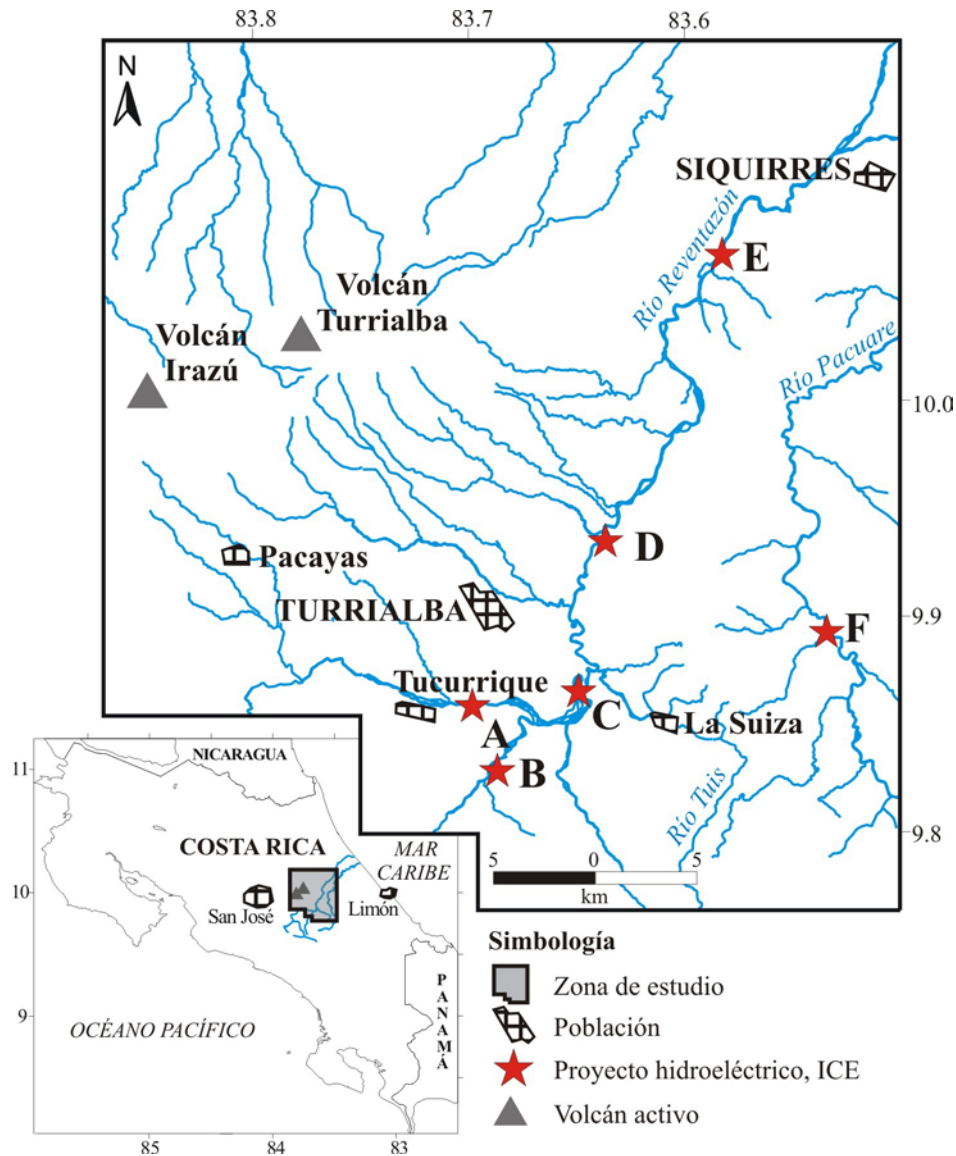 83.8
83.7
83.6
N
SIQUIRRES
Río Reventazón
E
Volcán
Turrialba
Volcán
Irazú
Río Pacuare
10.0
D
Pacayas
TURRIALBA
9.9
F
Tucurrique
C
La Suiza
A
B
Río Tuis
9.8
5
0
5
km
11
NICARAGUA
COSTA RICA
MAR
CARIBE
10
San José
Limón
9
OCÉANO PACÍFICO
PANAMÁ
85
84
83
Simbología
Zona de estudio
Población
Proyecto hidroeléctrico, ICE
Volcán activo